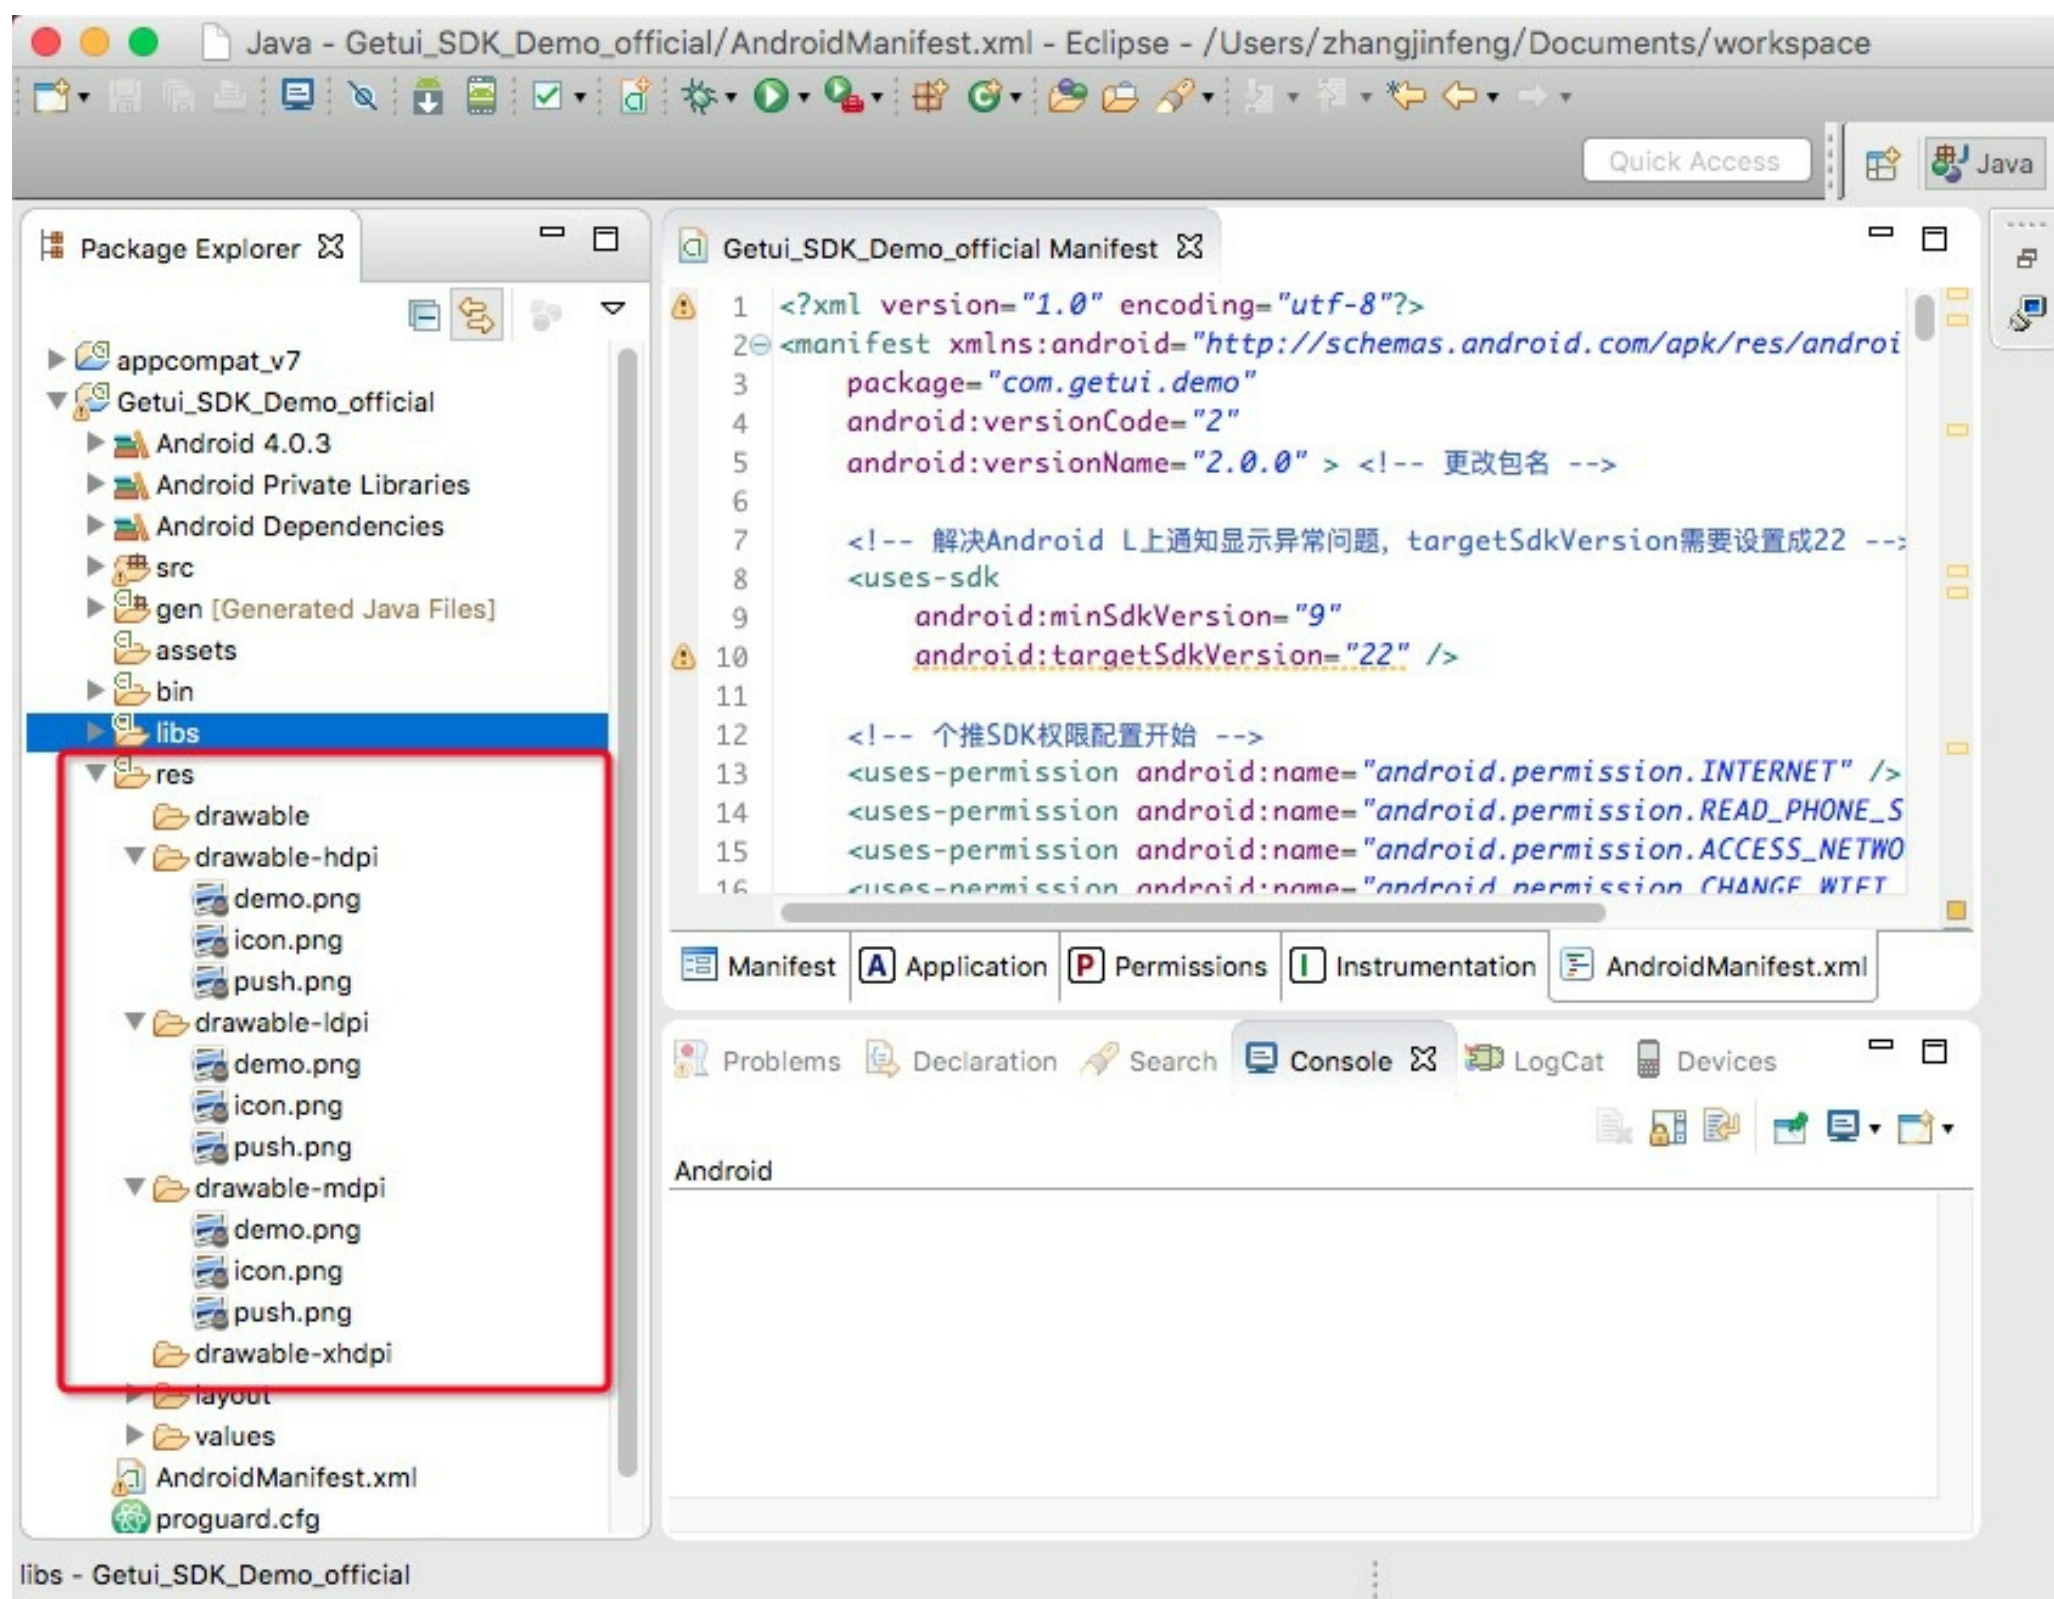 Java - Getui_SDK_Demo_official/AndroidManifest.xml - Eclipse - /Users/zhangjinfeng/Documents/workspace
Quick Access
Java
Package Explorer
appcompat_v7
Getui_SDK_Demo_official
Android 4.0.3
Android Private Libraries
Android Dependencies
src
gen [Generated Java Files]
assets
bin
libs
res
drawable
drawable-hdpi
demo.png
icon.png
push.png
drawable-ldpi
demo.png
icon.png
push.png
drawable-mdpi
demo.png
icon.png
push.png
drawable-xhdpi
layout
values
AndroidManifest.xml
proguard.cfg
Getui_SDK_Demo_official Manifest
1 <?xml version="1.0" encoding="utf-8"?>
2 <manifest xmlns:android="http://schemas.android.com/apk/res/androi
3 package="com.getui.demo"
4 android:versionCode="2"
5 android:versionName="2.0.0" > <!-- 更改包名 -->
6
7 <!-- 解决Android L上通知显示异常问题, targetSdkVersion需要设置成22 -->
8 <uses-sdk
9 android:minSdkVersion="9"
10 android:targetSdkVersion="22" />
11
12 <!-- 个推SDK权限配置开始 -->
13 <uses-permission android:name="android.permission.INTERNET" />
14 <uses-permission android:name="android.permission.READ_PHONE_S
15 <uses-permission android:name="android.permission.ACCESS_NETWO
16 <uses-permission android:name="android.permission.CHANGE_WIFI_
Manifest
Application
Permissions
Instrumentation
AndroidManifest.xml
Problems
Declaration
Search
Console
LogCat
Devices
Android
libs - Getui_SDK_Demo_official